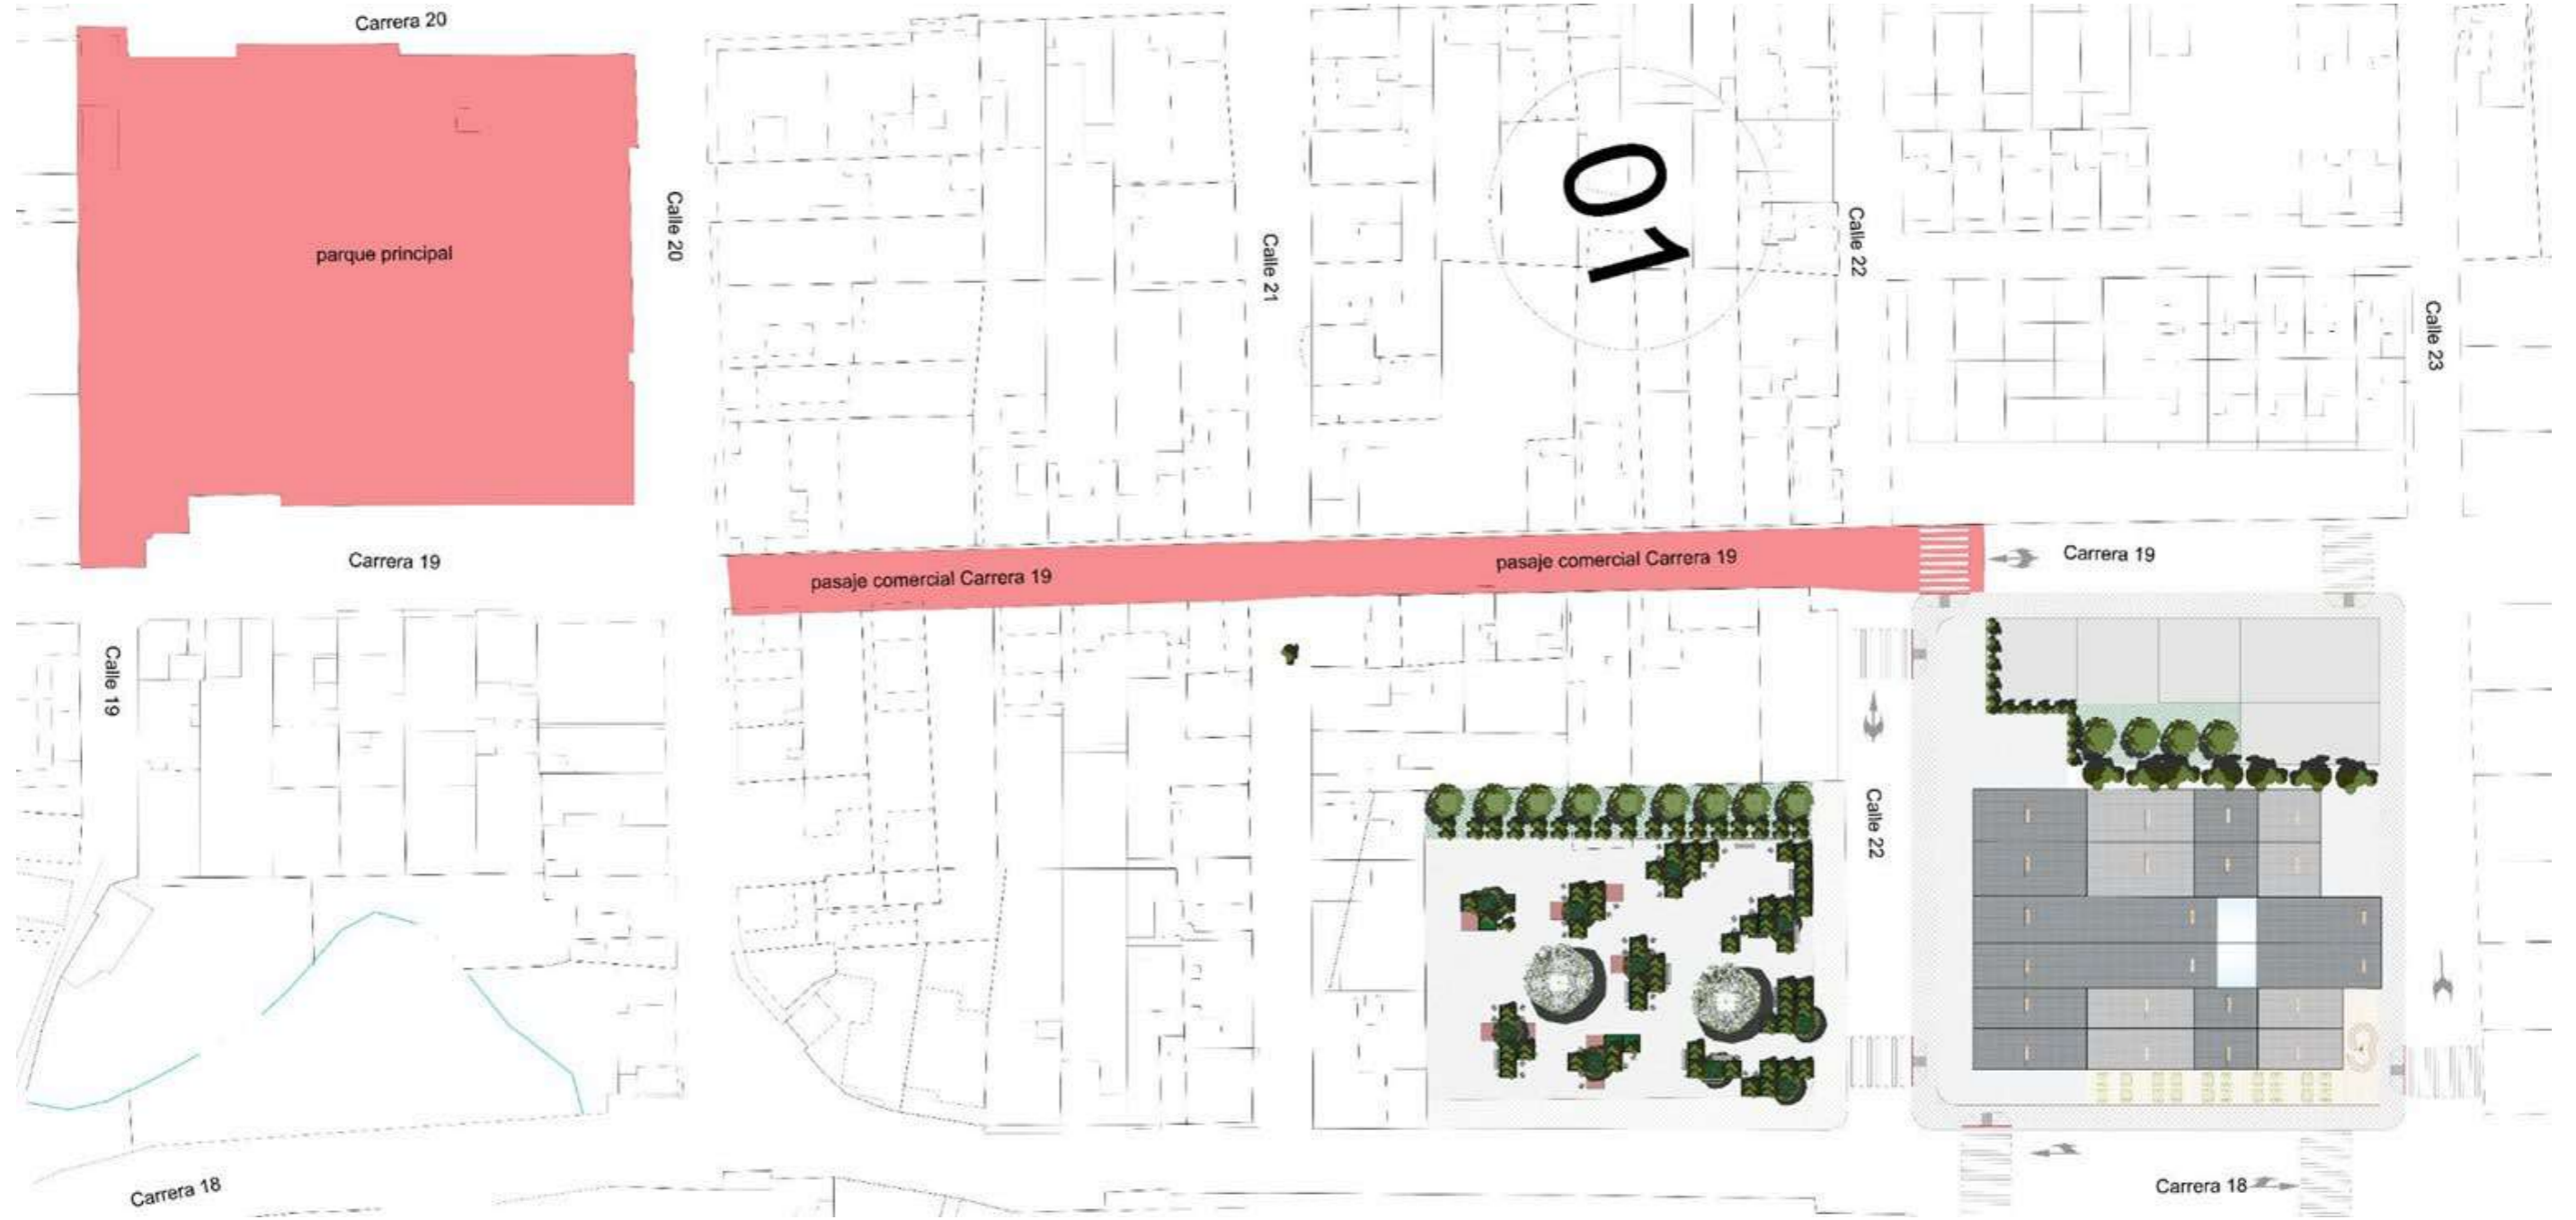 Carrera 20
parque principal
Calle 20
Calle 21
01
Calle 22
Calle 23
Carrera 19
pasaje comercial Carrera 19
pasaje comercial Carrera 19
Carrera 19
Calle 19
Calle 22
Carrera 18
Carrera 18